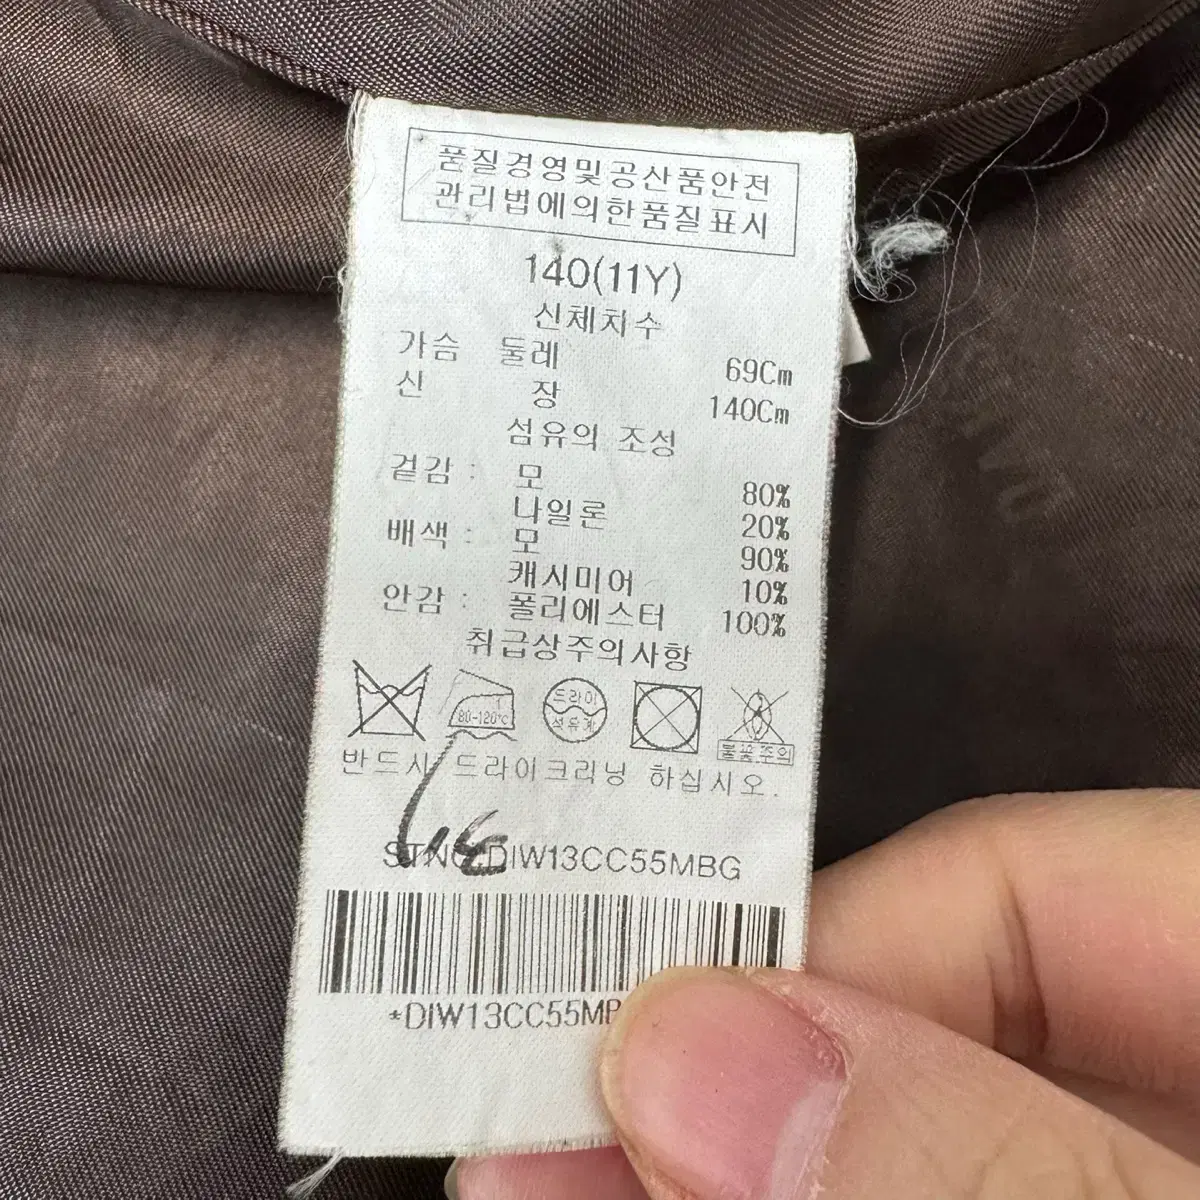 품질경영및공산품안전
관리법에의한품질표시
140(11Y)
신체치수
가슴 둘레 69Cm
신 장 140Cm
섬유의 조성
겉감 : 모 80%
나일론 20%
배색 : 모 90%
캐시미어 10%
안감 : 폴리에스터 100%
취급상주의사항
80-120℃
드라이
석유계
불꽃주의
반드시 드라이크리닝 하십시오.
STNO:DIW13CC55MBG
*DIW13CC55MB